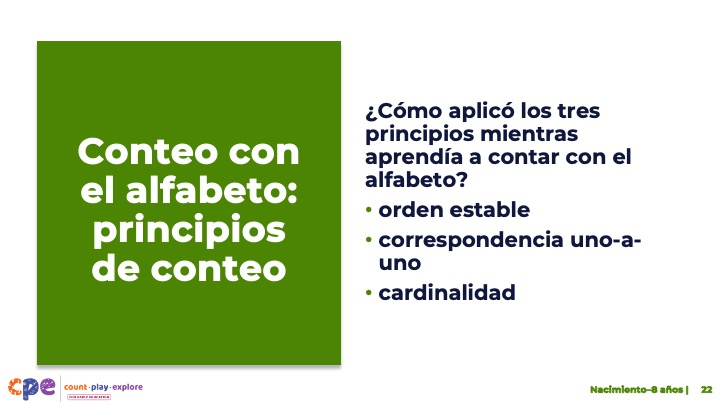 Conteo con
el alfabeto:
principios
de conteo
¿Cómo aplicó los tres
principios mientras
aprendía a contar con el
alfabeto?
• orden estable
• correspondencia uno-a-
uno
• cardinalidad
cpe
count·play·explore
Nacimiento–8 años | 22